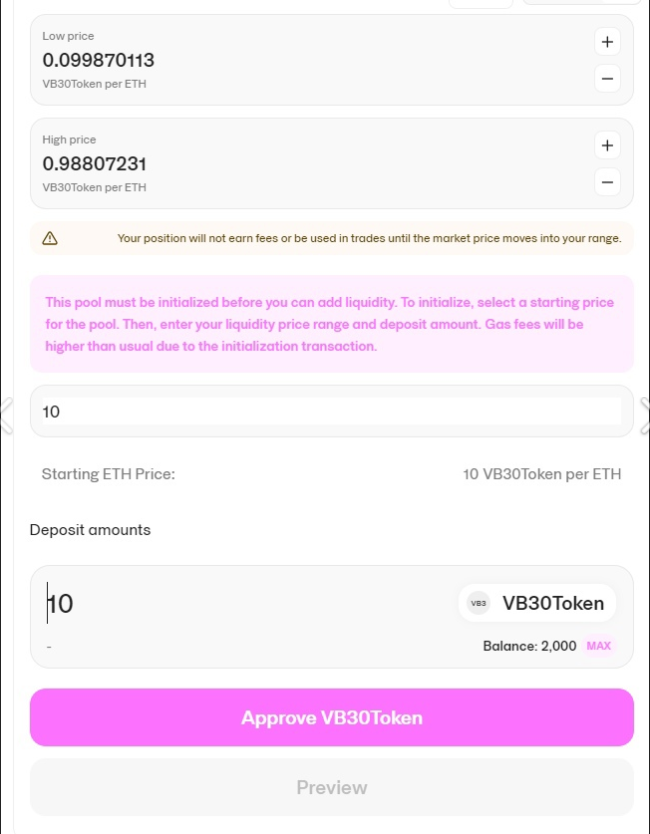 Low price
0.099870113
VB30Token per ETH
+
−
High price
0.98807231
VB30Token per ETH
+
−
Your position will not earn fees or be used in trades until the market price moves into your range.
This pool must be initialized before you can add liquidity. To initialize, select a starting price
for the pool. Then, enter your liquidity price range and deposit amount. Gas fees will be
higher than usual due to the initialization transaction.
10
Starting ETH Price: 10 VB30Token per ETH
Deposit amounts
10 VB3 VB30Token
- Balance: 2,000 MAX
Approve VB30Token
Preview